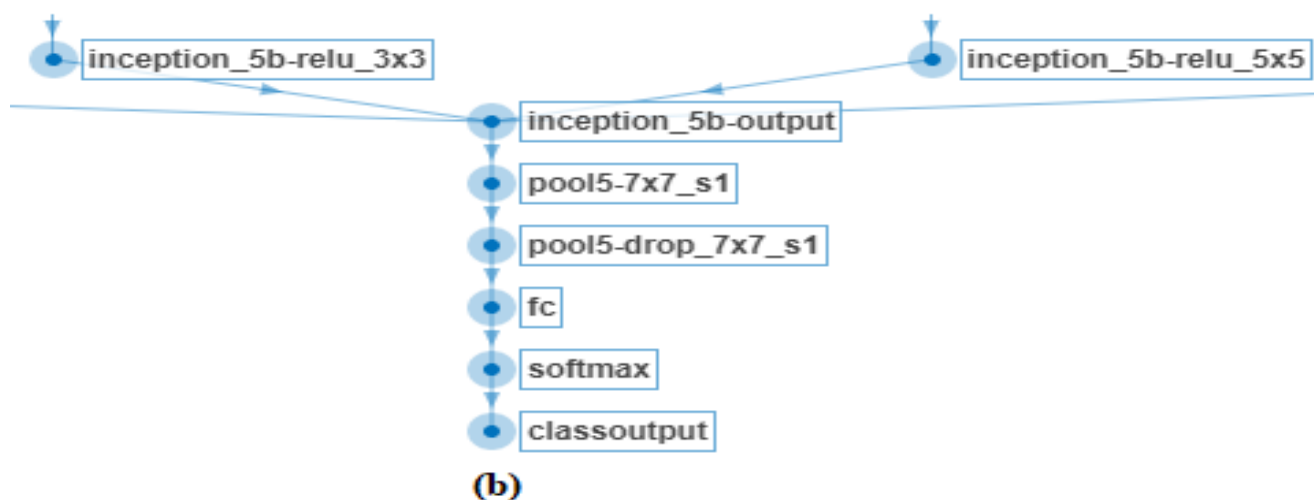 inception_5b-relu_3x3
inception_5b-relu_5x5
inception_5b-output
pool5-7x7_s1
pool5-drop_7x7_s1
fc
softmax
classoutput
(b)